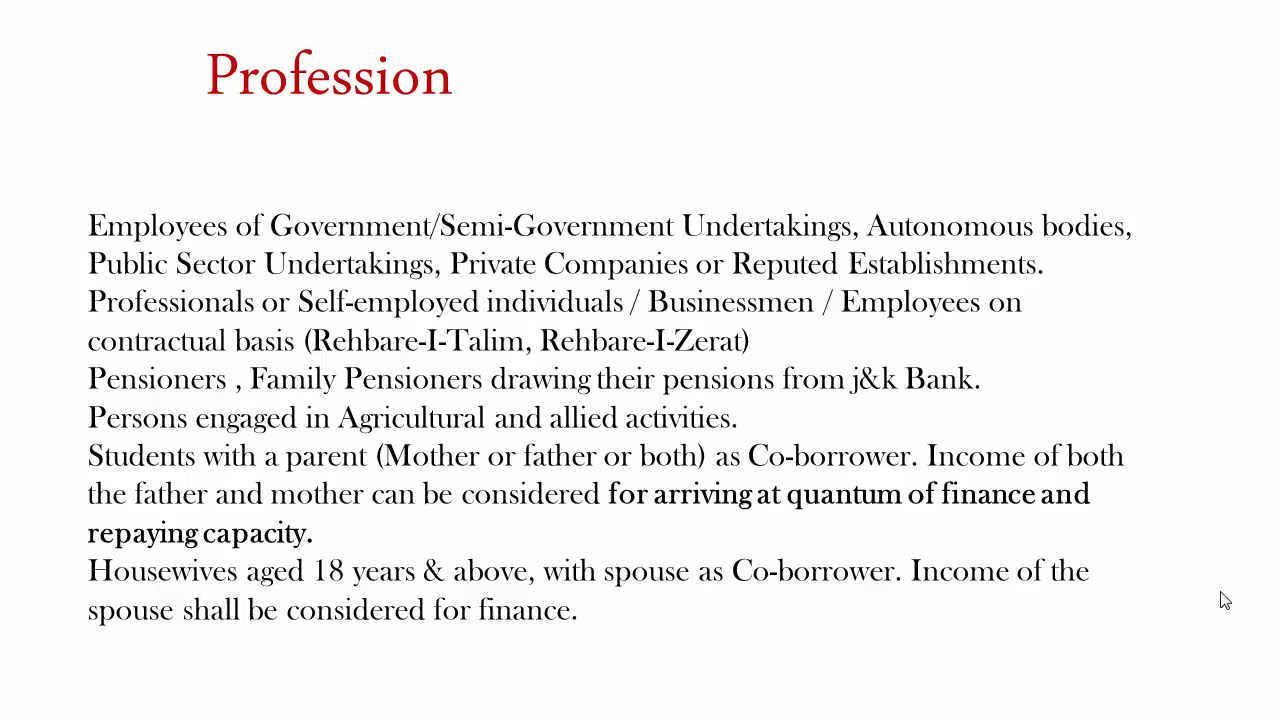 Profession
Employees of Government/Semi-Government Undertakings, Autonomous bodies,
Public Sector Undertakings, Private Companies or Reputed Establishments.
Professionals or Self-employed individuals / Businessmen / Employees on
contractual basis (Rehbare-I-Talim, Rehbare-I-Zerat)
Pensioners , Family Pensioners drawing their pensions from j&k Bank.
Persons engaged in Agricultural and allied activities.
Students with a parent (Mother or father or both) as Co-borrower. Income of both
the father and mother can be considered for arriving at quantum of finance and
repaying capacity.
Housewives aged 18 years & above, with spouse as Co-borrower. Income of the
spouse shall be considered for finance.